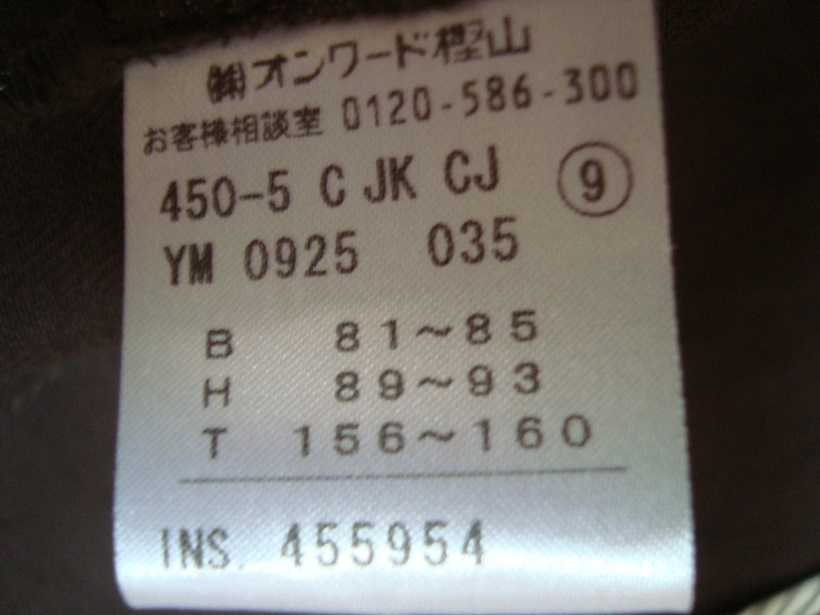 ㈱オンワード樫山
お客様相談室 0120-586-300
450-5 C JK CJ ⑨
YM 0925 035
B 81～85
H 89～93
T 156～160
INS. 455954